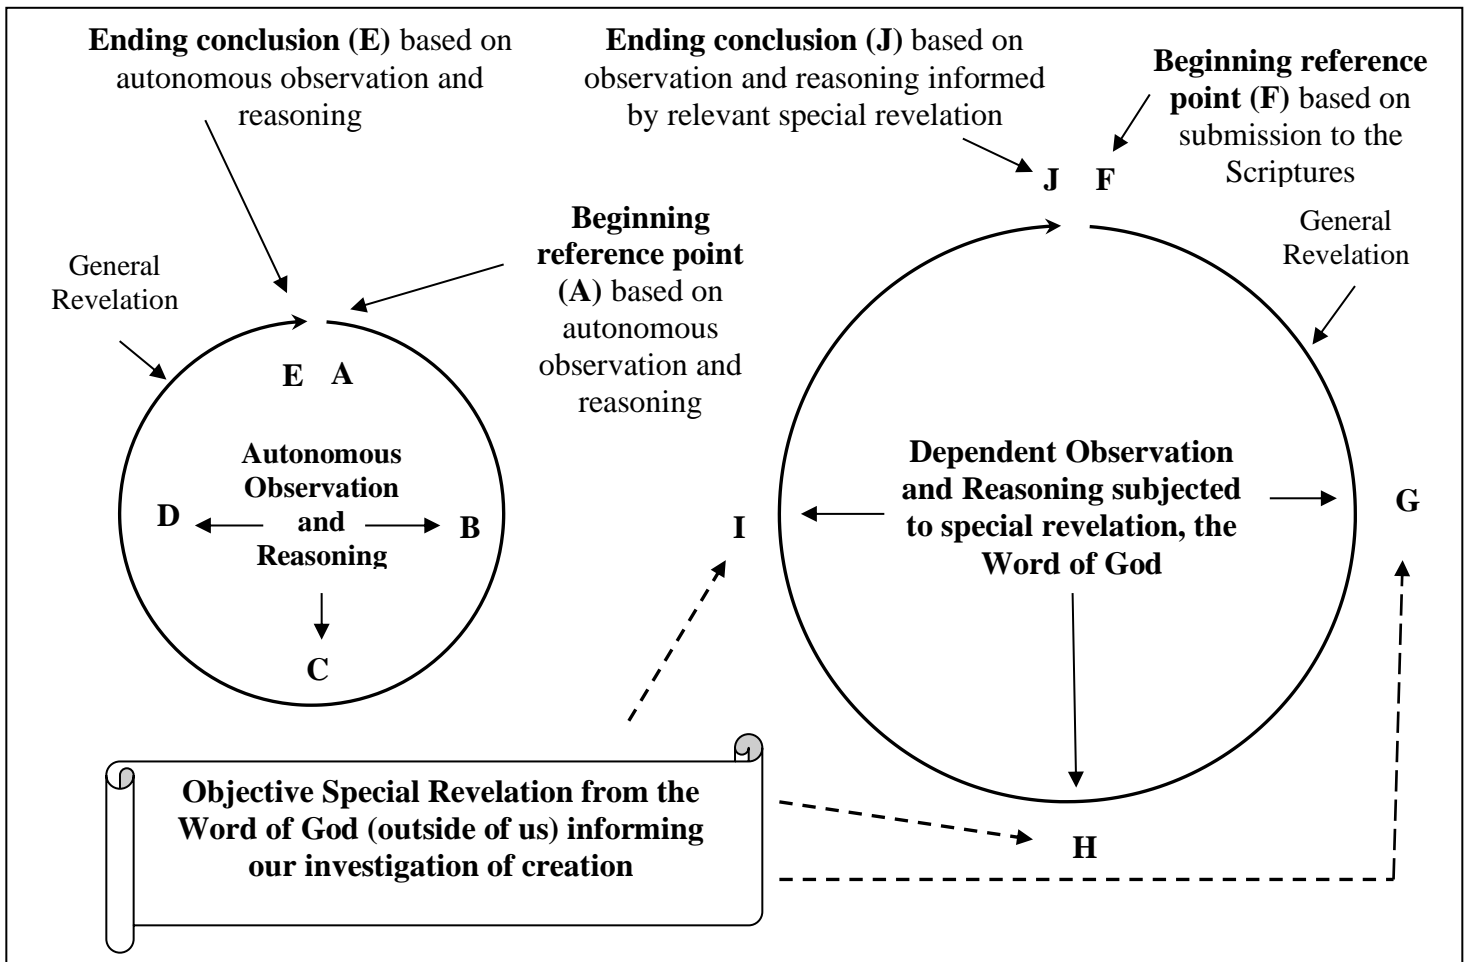 Ending conclusion (E) based on
autonomous observation and
reasoning
Ending conclusion (J) based on
observation and reasoning informed
by relevant special revelation
Beginning reference
point (F) based on
submission to the
Scriptures
J F
General
Revelation
Beginning
reference point
(A) based on
autonomous
observation and
reasoning
General
Revelation
E A
Autonomous
Observation
and
Reasoning
D
B
C
Dependent Observation
and Reasoning subjected
to special revelation, the
Word of God
I
G
H
Objective Special Revelation from the
Word of God (outside of us) informing
our investigation of creation